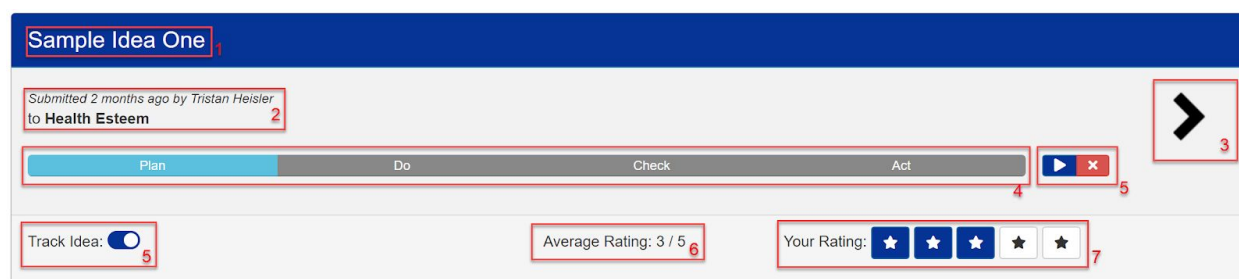 Sample Idea One 1
Submitted 2 months ago by Tristan Heisler
to Health Esteem 2
3
Plan Do Check Act 4
5
Track Idea: 5
Average Rating: 3 / 5 6
Your Rating: 7